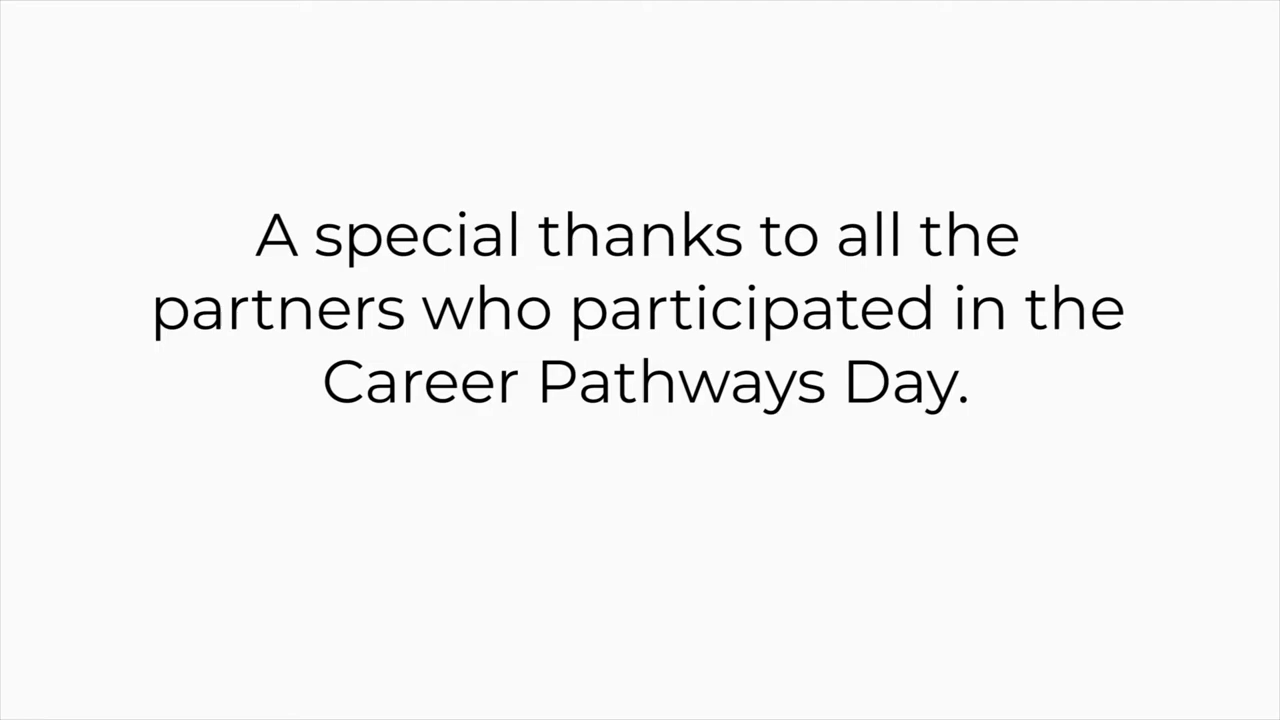 A special thanks to all the
partners who participated in the
Career Pathways Day.